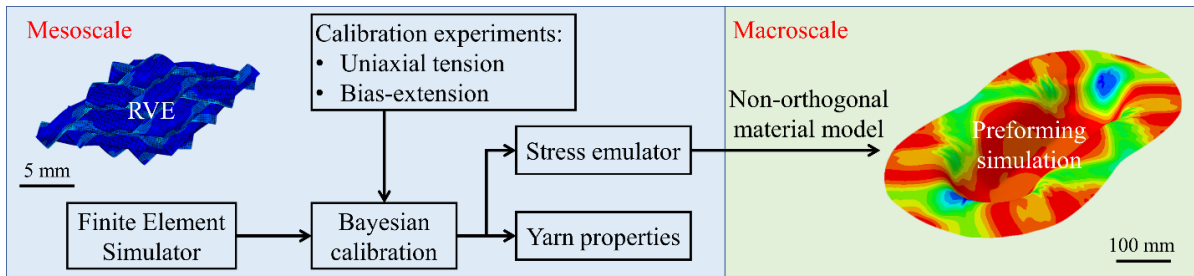 Mesoscale
RVE
5 mm
Calibration experiments:
• Uniaxial tension
• Bias-extension
Finite Element
Simulator
Bayesian
calibration
Stress emulator
Yarn properties
Macroscale
Non-orthogonal
material model
Preforming
simulation
100 mm